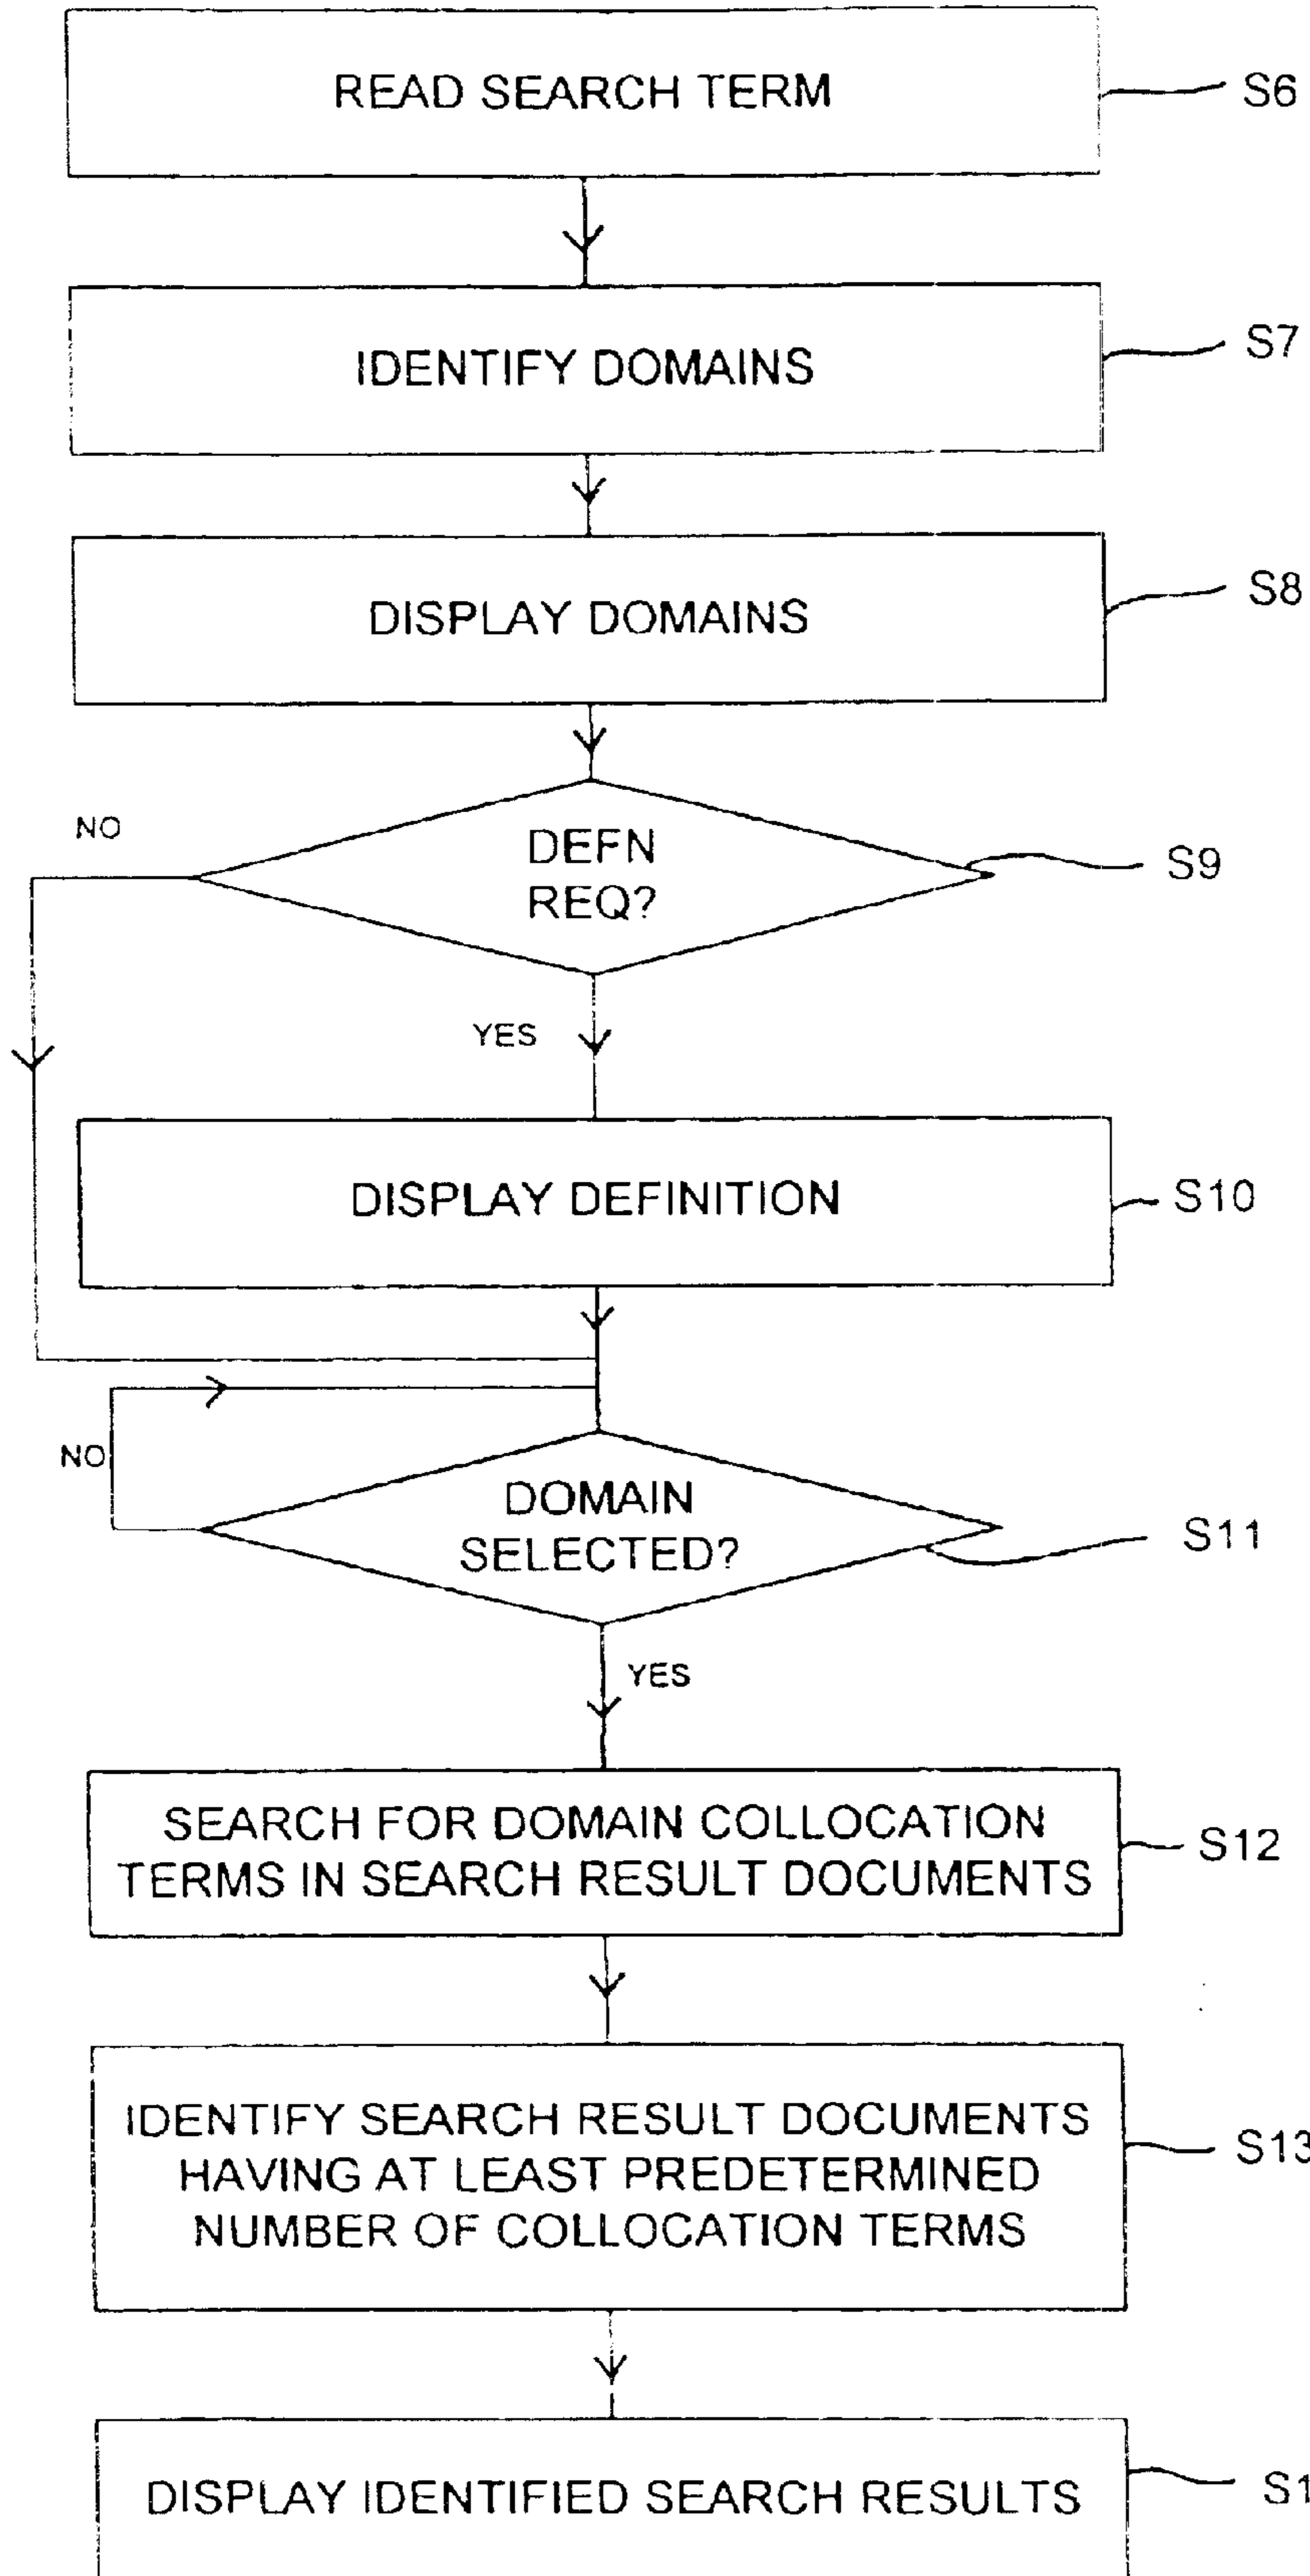 READ SEARCH TERM
S6
IDENTIFY DOMAINS
S7
DISPLAY DOMAINS
S8
NO
DEFN
REQ?
S9
YES
DISPLAY DEFINITION
S10
NO
DOMAIN
SELECTED?
S11
YES
SEARCH FOR DOMAIN COLLOCATION
TERMS IN SEARCH RESULT DOCUMENTS
S12
IDENTIFY SEARCH RESULT DOCUMENTS
HAVING AT LEAST PREDETERMINED
NUMBER OF COLLOCATION TERMS
S13
DISPLAY IDENTIFIED SEARCH RESULTS
S1